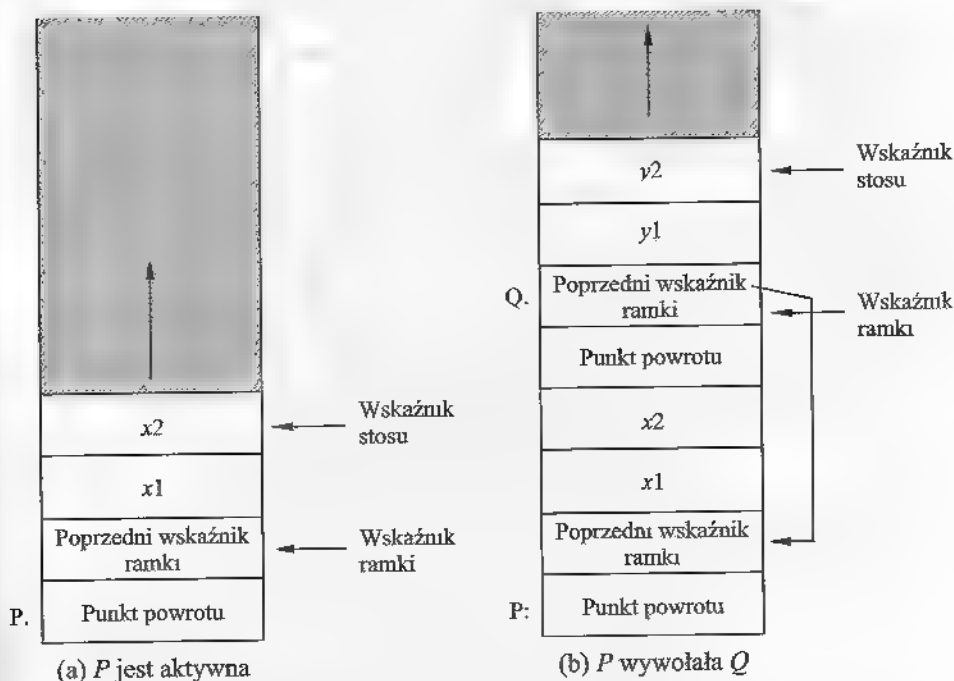 x2
Wskaźnik
stosu
x1
Poprzedni wskaźnik
ramki
Wskaźnik
ramki
P.
Punkt powrotu
(a) P jest aktywna
y2
Wskaźnik
stosu
y1
Q.
Poprzedni wskaźnik
ramki
Wskaźnik
ramki
Punkt powrotu
x2
x1
Poprzedni wskaźnik
ramki
P:
Punkt powrotu
(b) P wywołała Q